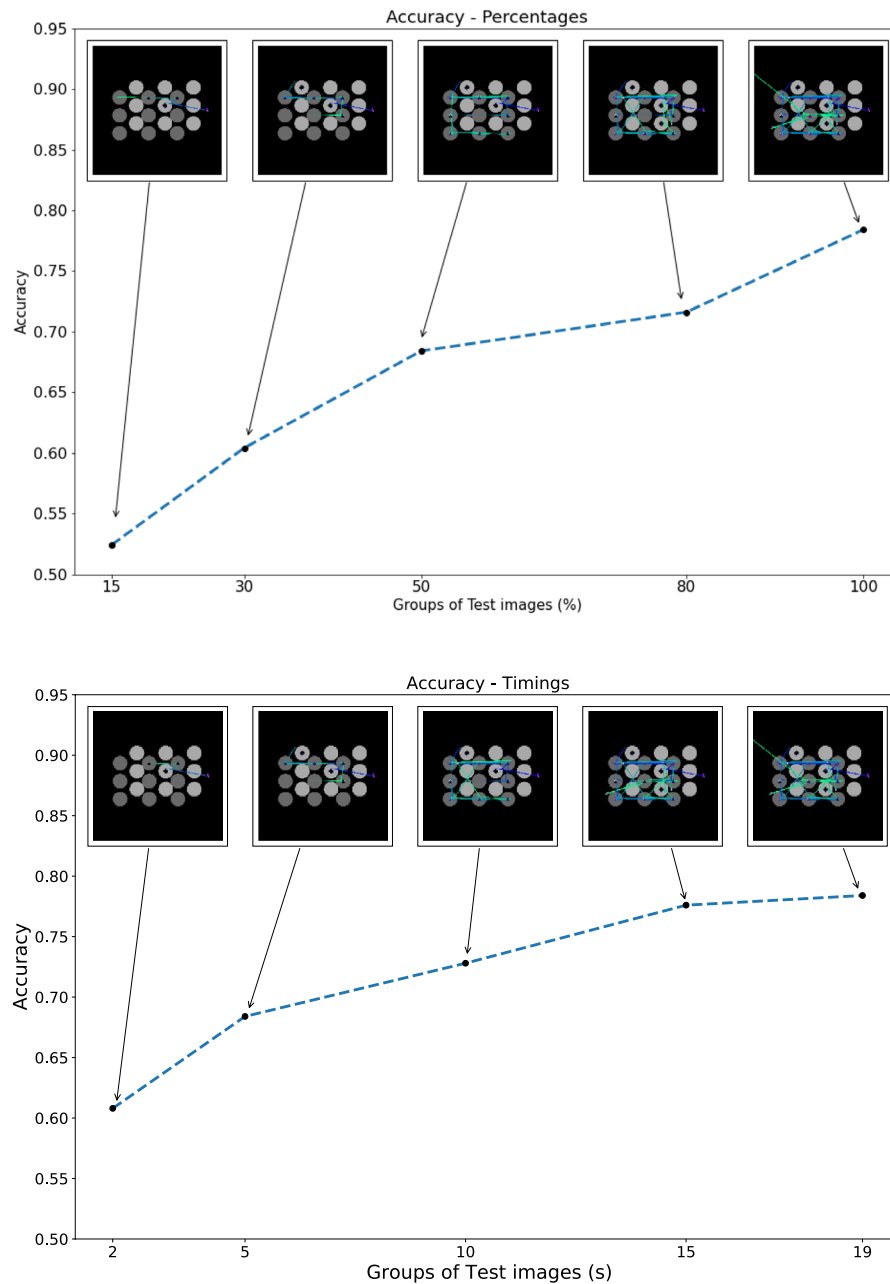 Accuracy - Percentages
0.95
0.90
0.85
0.80
0.75
0.70
0.65
0.60
0.55
0.50
Accuracy
15 30 50 80 100
Groups of Test images (%)
Accuracy - Timings
0.95
0.90
0.85
0.80
0.75
0.70
0.65
0.60
0.55
0.50
Accuracy
2 5 10 15 19
Groups of Test images (s)